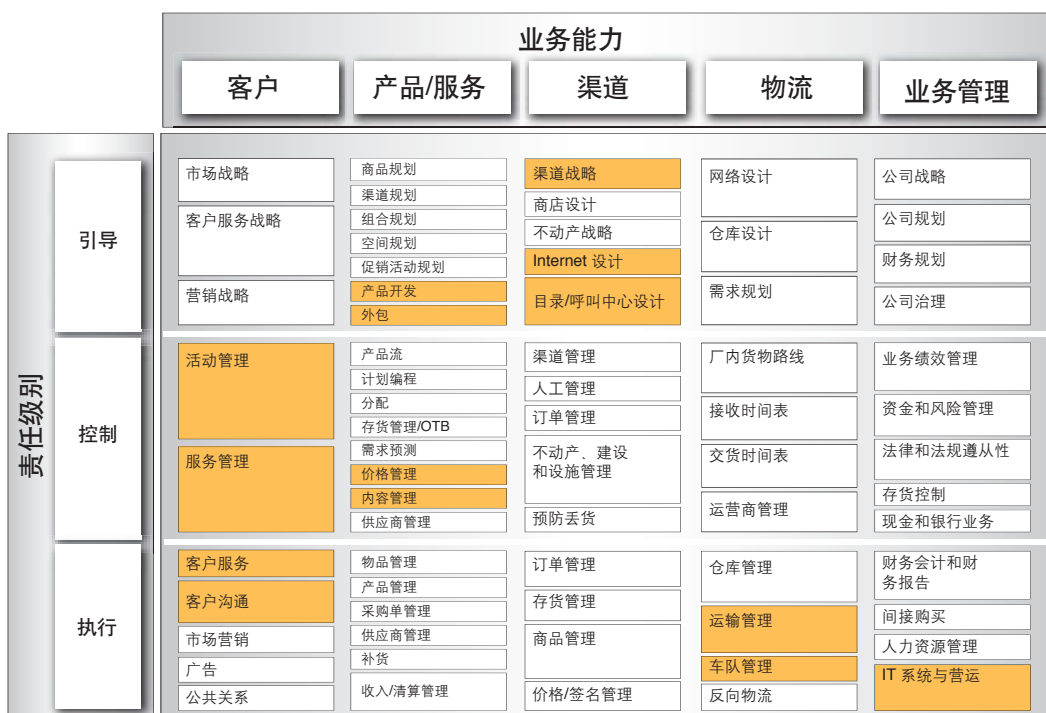 业务能力
客户
产品/服务
渠道
物流
业务管理
责任级别
引导
市场战略
客户服务战略
营销战略
商品规划
渠道规划
组合规划
空间规划
促销活动规划
产品开发
外包
渠道战略
商店设计
不动产战略
Internet 设计
目录/呼叫中心设计
网络设计
仓库设计
需求规划
公司战略
公司规划
财务规划
公司治理
控制
活动管理
服务管理
产品流
计划编程
分配
存货管理/OTB
需求预测
价格管理
内容管理
供应商管理
渠道管理
人工管理
订单管理
不动产、建设
和设施管理
预防丢货
厂内货物路线
接收时间表
交货时间表
运营商管理
业务绩效管理
资金和风险管理
法律和法规遵从性
存货控制
现金和银行业务
执行
客户服务
客户沟通
市场营销
广告
公共关系
物品管理
产品管理
采购单管理
供应商管理
补货
收入/清算管理
订单管理
存货管理
商品管理
价格/签名管理
仓库管理
运输管理
车队管理
反向物流
财务会计和财
务报告
间接购买
人力资源管理
IT 系统与营运